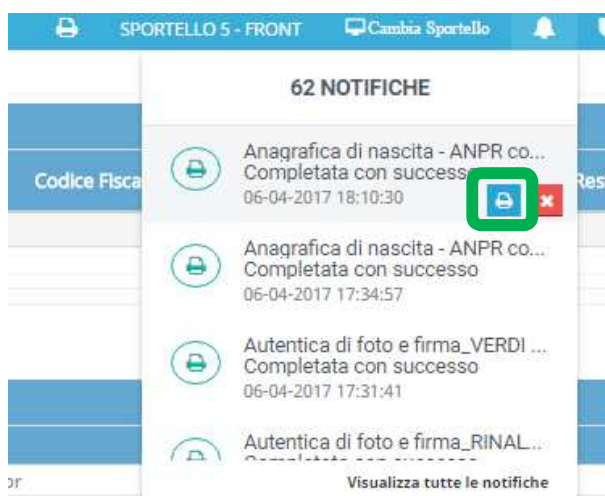 SPORTELLO 5 - FRONT Cambia Sportello
62 NOTIFICHE
Anagrafica di nascita - ANPR co...
Completata con successo
06-04-2017 18:10:30
Codice Fisca
Res
Anagrafica di nascita - ANPR co...
Completata con successo
06-04-2017 17:34:57
Autentica di foto e firma_VERDI ...
Completata con successo
06-04-2017 17:31:41
Autentica di foto e firma_RINAL...
or
Visualizza tutte le notifiche